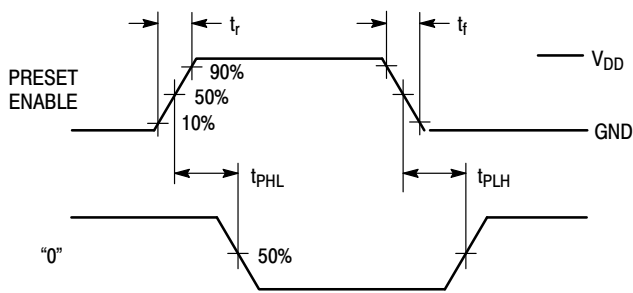 tr
tf
PRESET
ENABLE
90%
50%
10%
VDD
GND
tPHL
tPLH
“0”
50%